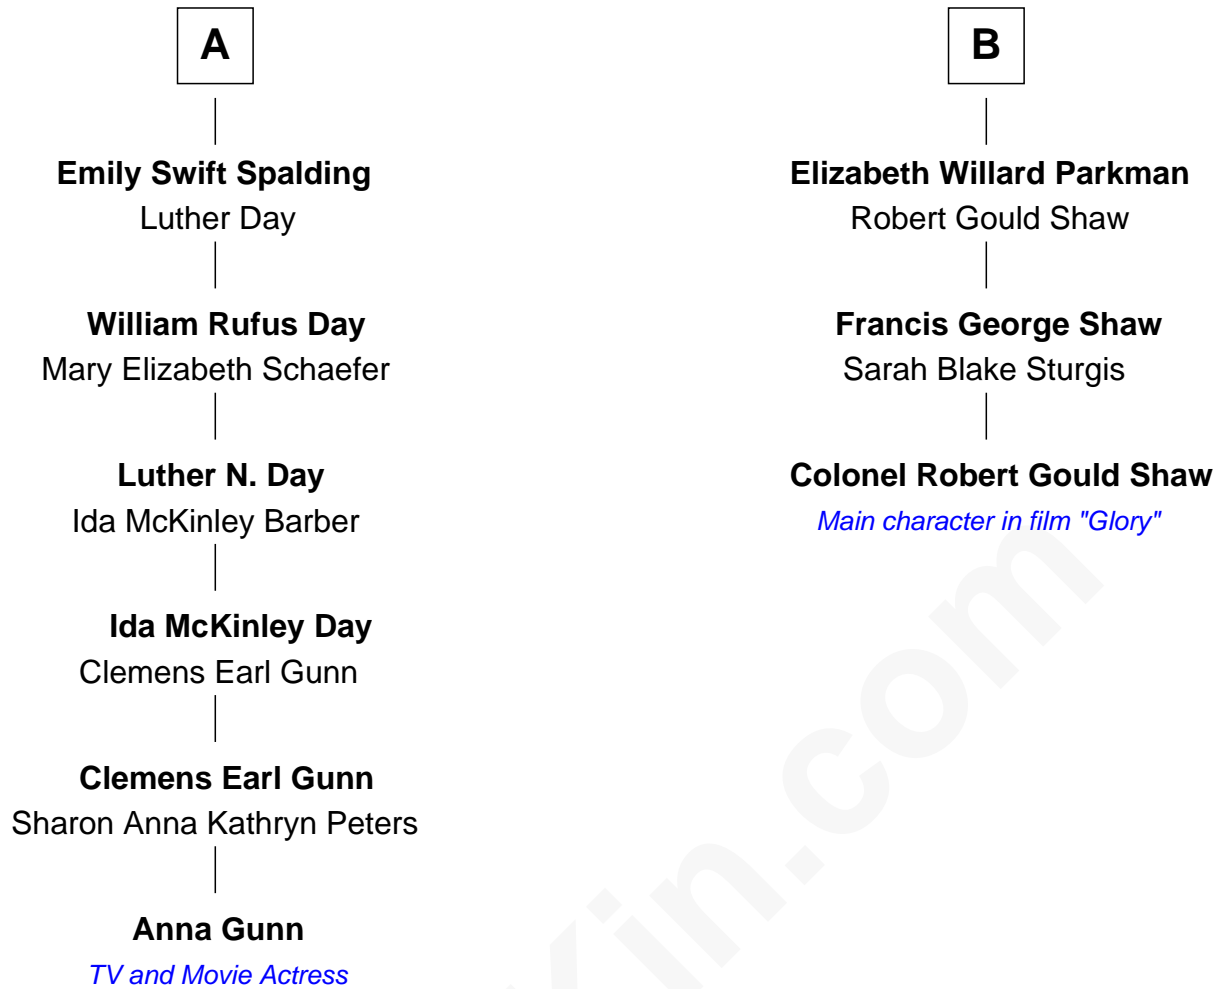 A
Emily Swift Spalding
Luther Day
William Rufus Day
Mary Elizabeth Schaefer
Luther N. Day
Ida McKinley Barber
Ida McKinley Day
Clemens Earl Gunn
Clemens Earl Gunn
Sharon Anna Kathryn Peters
Anna Gunn
TV and Movie Actress
B
Elizabeth Willard Parkman
Robert Gould Shaw
Francis George Shaw
Sarah Blake Sturgis
Colonel Robert Gould Shaw
Main character in film "Glory"